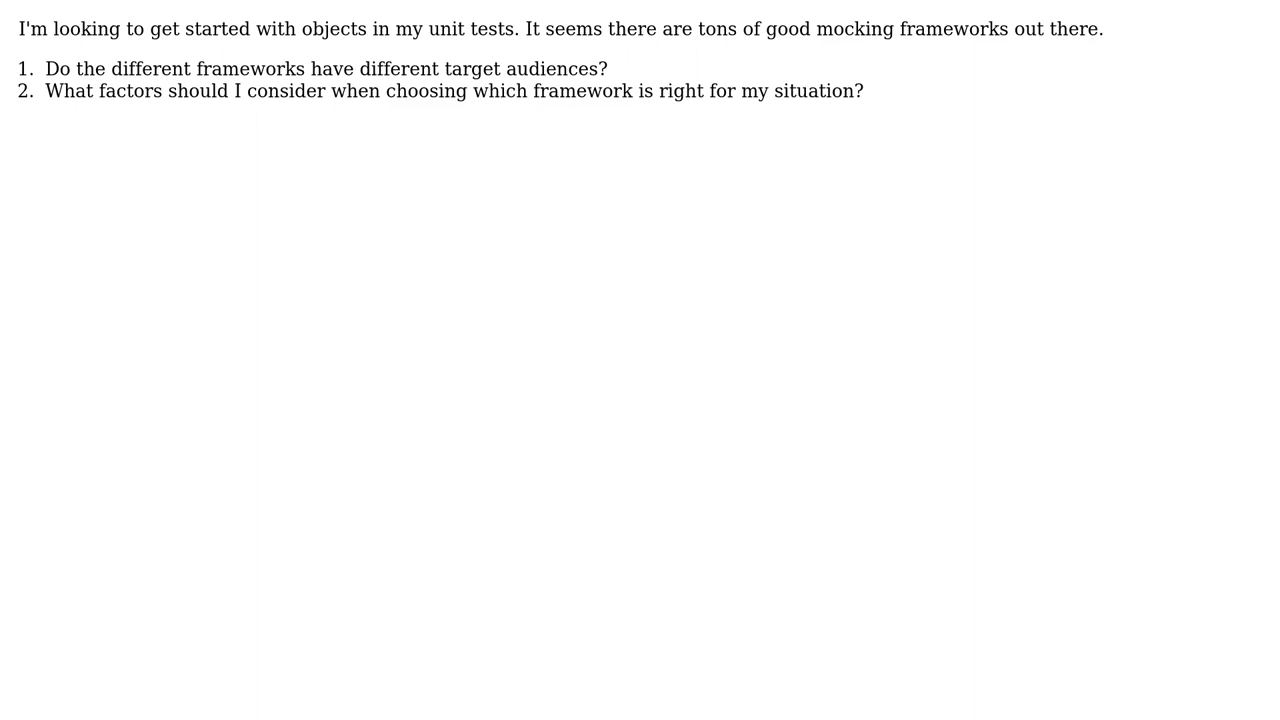 I'm looking to get started with objects in my unit tests. It seems there are tons of good mocking frameworks out there.
1. Do the different frameworks have different target audiences?
2. What factors should I consider when choosing which framework is right for my situation?